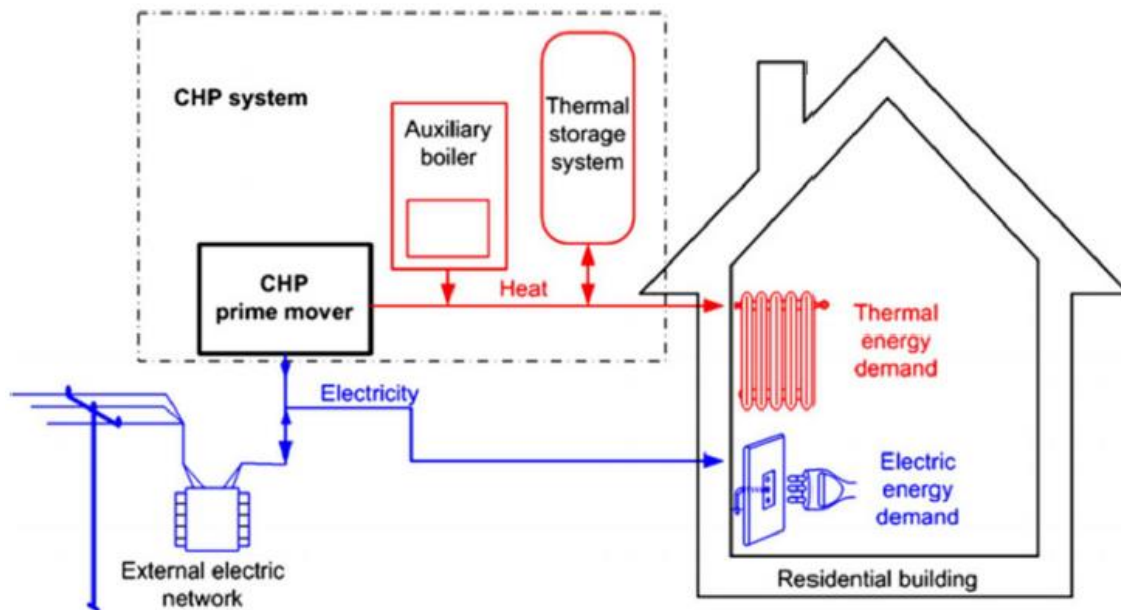 CHP system
Auxiliary
boiler
Thermal
storage
system
CHP
prime mover
Heat
Thermal
energy
demand
Electricity
Electric
energy
demand
External electric
network
Residential building